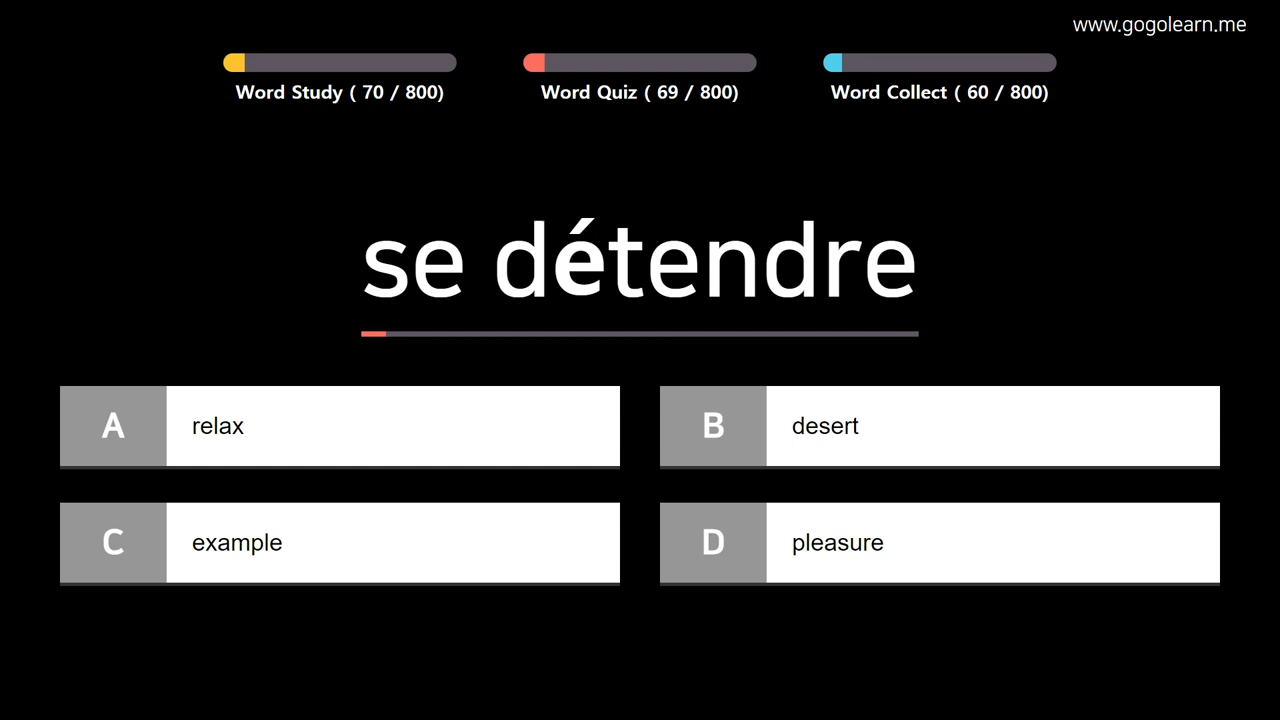 www.gogolearn.me
Word Study ( 70 / 800)
Word Quiz ( 69 / 800)
Word Collect ( 60 / 800)
se détendre
A relax
B desert
C example
D pleasure